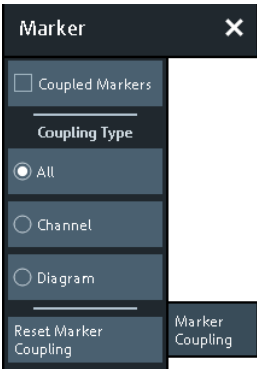 Marker
Coupled Markers
Coupling Type
All
Channel
Diagram
Reset Marker
Coupling
Marker
Coupling